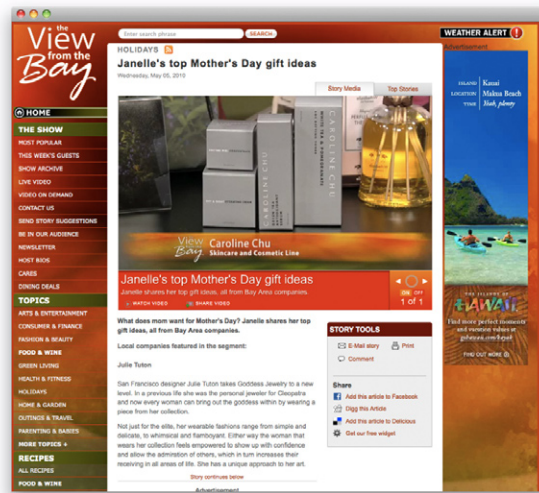 the
View
from the
Bay
Enter search phrase
SEARCH
WEATHER ALERT
Advertisement
HOLIDAYS
Janelle's top Mother's Day gift ideas
Wednesday, May 05, 2010
Story Media
Top Stories
HOME
THE SHOW
MOST POPULAR
THIS WEEK'S GUESTS
SHOW ARCHIVE
LIVE VIDEO
VIDEO ON DEMAND
CONTACT US
SEND STORY SUGGESTIONS
BE IN OUR AUDIENCE
NEWSLETTER
HOST BIOS
CARES
DINING DEALS
TOPICS
ARTS & ENTERTAINMENT
CONSUMER & FINANCE
FASHION & BEAUTY
FOOD & WINE
GREEN LIVING
HEALTH & FITNESS
HOLIDAYS
HOME & GARDEN
OUTINGS & TRAVEL
PARENTING & BABIES
MORE TOPICS +
RECIPES
ALL RECIPES
FOOD & WINE
CAROLINE CHU
WHITE TEA & POMEGRANATE
View
Bay
Caroline Chu
Skincare and Cosmetic Line
Janelle's top Mother's Day gift ideas
Janelle shares her top gift ideas, all from Bay Area companies
WATCH VIDEO
SHARE VIDEO
ON OFF
1 of 1
What does mom want for Mother's Day? Janelle shares her top
gift ideas, all from Bay Area companies.
Local companies featured in the segment:
Julie Tuton
San Francisco designer Julie Tuton takes Goddess Jewelry to a new
level. In a previous life she was the personal jeweler for Cleopatra
and now every woman can bring out the goddess within by wearing a
piece from her collection.
Not just for the elite, her wearable fashions range from simple and
delicate, to whimsical and flamboyant. Either way the woman that
wears her collection feels empowered to show up with confidence
and allow the admiration of others, which in turn increases their
receiving in all areas of life. She has a unique approach to her art.
Story continues below
Advertisement
STORY TOOLS
E-Mail story
Print
Comment
Share
Add this article to Facebook
Digg this Article
Add this article to Delicious
Get our free widget
ISLAND Kauai
LOCATION Makua Beach
TIME Yeah, plenty
THE ISLANDS OF
HAWAII
Find more perfect moments
and vacation values at
gohawaii.com/kauai
FIND OUT MORE